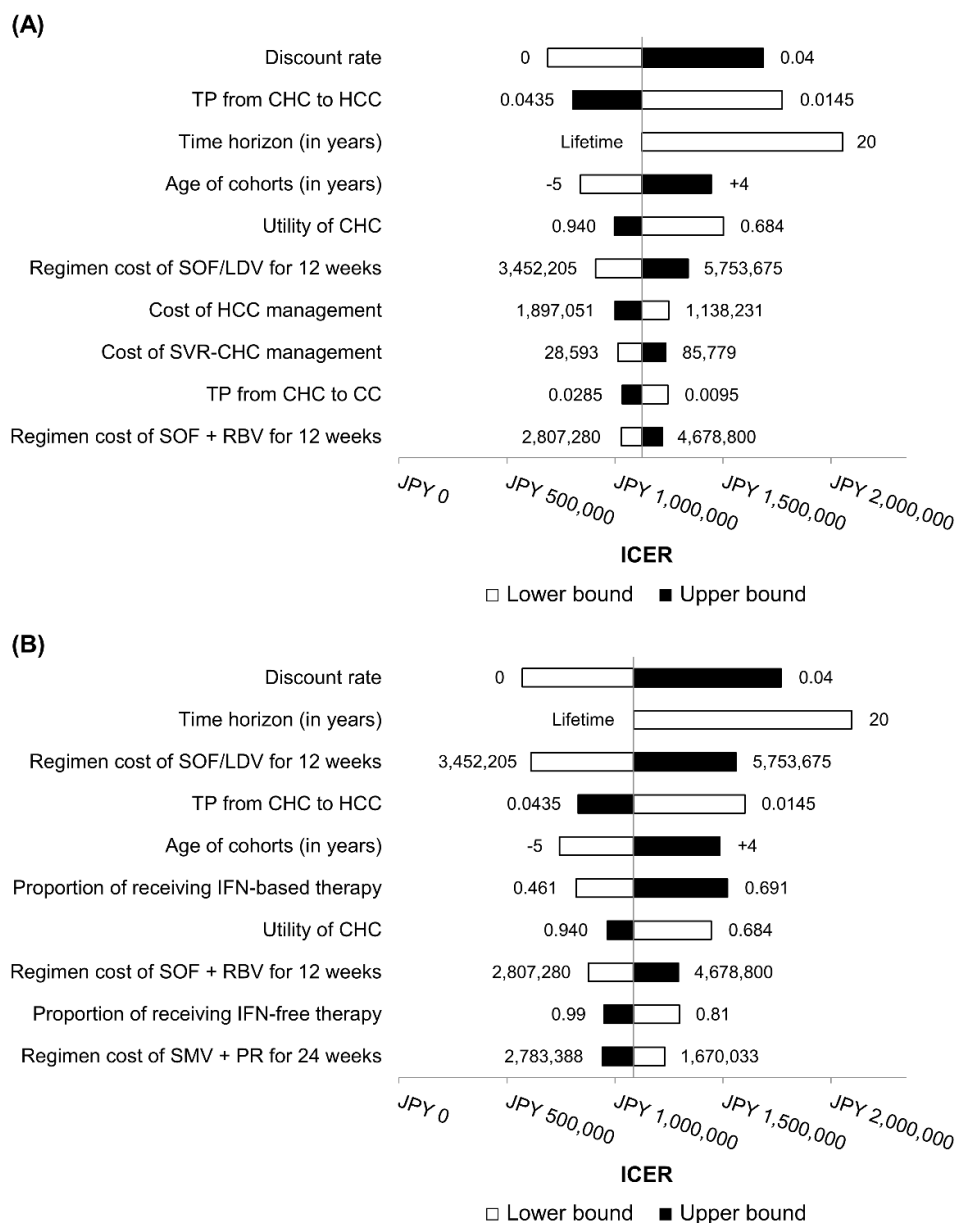 (A)
Discount rate 0 0.04
TP from CHC to HCC 0.0435 0.0145
Time horizon (in years) Lifetime 20
Age of cohorts (in years) -5 +4
Utility of CHC 0.940 0.684
Regimen cost of SOF/LDV for 12 weeks 3,452,205 5,753,675
Cost of HCC management 1,897,051 1,138,231
Cost of SVR-CHC management 28,593 85,779
TP from CHC to CC 0.0285 0.0095
Regimen cost of SOF + RBV for 12 weeks 2,807,280 4,678,800
JPY 0 JPY 500,000 JPY 1,000,000 JPY 1,500,000 JPY 2,000,000
ICER
Lower bound Upper bound
(B)
Discount rate 0 0.04
Time horizon (in years) Lifetime 20
Regimen cost of SOF/LDV for 12 weeks 3,452,205 5,753,675
TP from CHC to HCC 0.0435 0.0145
Age of cohorts (in years) -5 +4
Proportion of receiving IFN-based therapy 0.461 0.691
Utility of CHC 0.940 0.684
Regimen cost of SOF + RBV for 12 weeks 2,807,280 4,678,800
Proportion of receiving IFN-free therapy 0.99 0.81
Regimen cost of SMV + PR for 24 weeks 2,783,388 1,670,033
JPY 0 JPY 500,000 JPY 1,000,000 JPY 1,500,000 JPY 2,000,000
ICER
Lower bound Upper bound